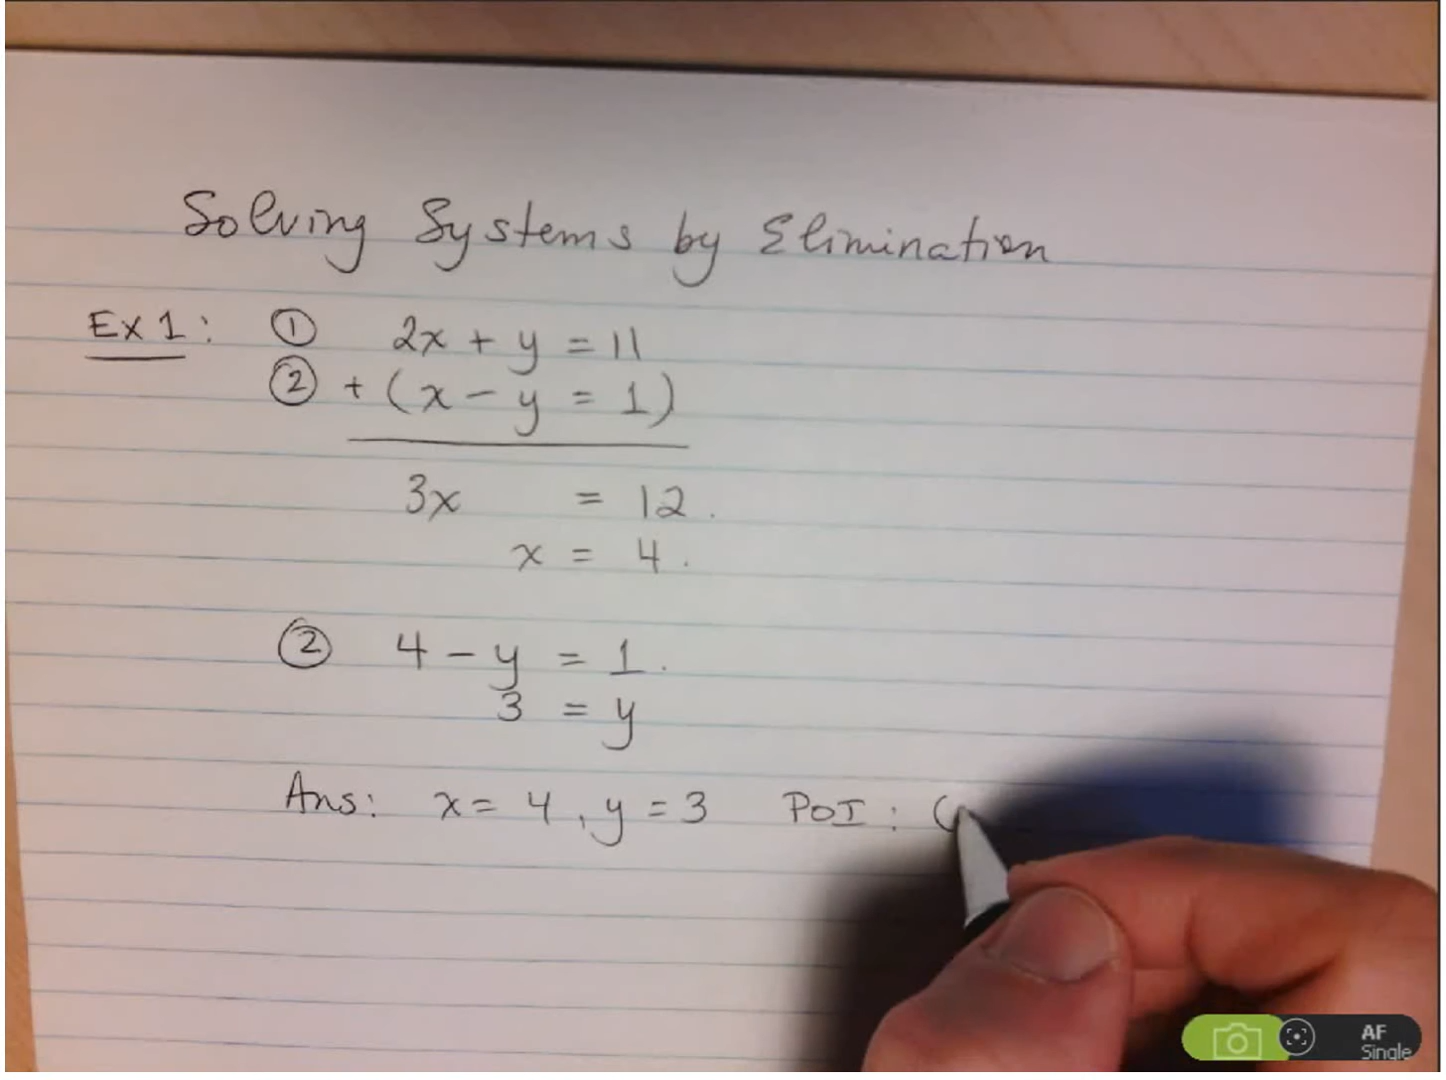 Solving Systems by Elimination
Ex 1: ① 2x + y = 11
② + (x - y = 1)
3x = 12.
x = 4.
② 4 - y = 1.
3 = y
Ans: x = 4, y = 3 POI: (
AF
Single